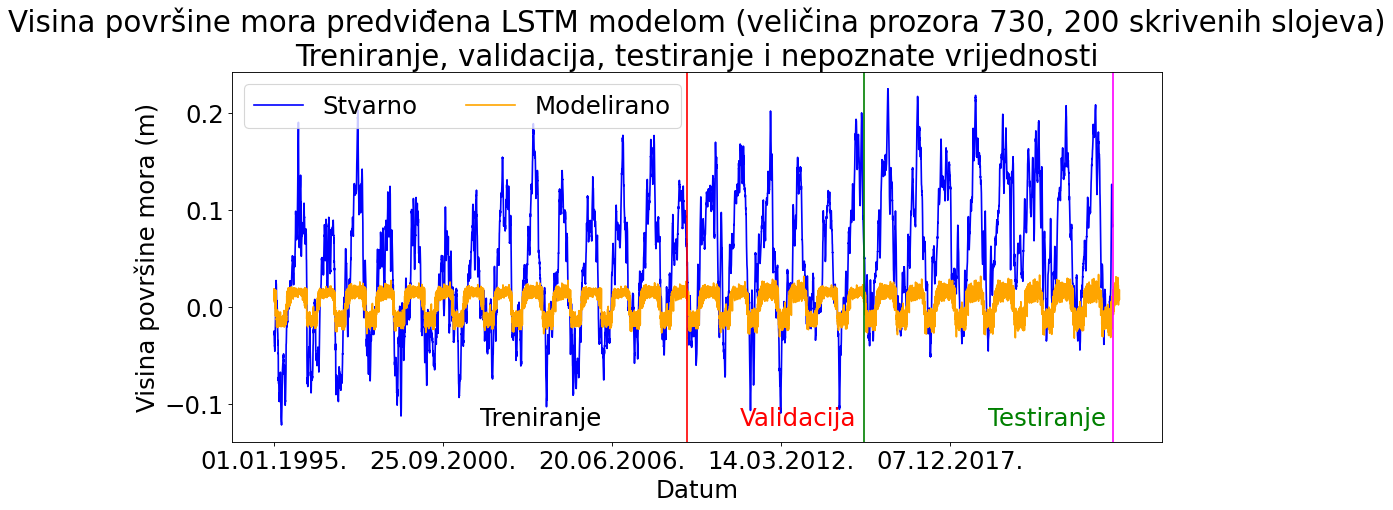 Visina površine mora predviđena LSTM modelom (veličina prozora 730, 200 skrivenih slojeva)
Treniranje, validacija, testiranje i nepoznate vrijednosti
Stvarno
Modelirano
Visina površine mora (m)
0.2
0.1
0.0
−0.1
Treniranje
Validacija
Testiranje
01.01.1995.
25.09.2000.
20.06.2006.
14.03.2012.
07.12.2017.
Datum